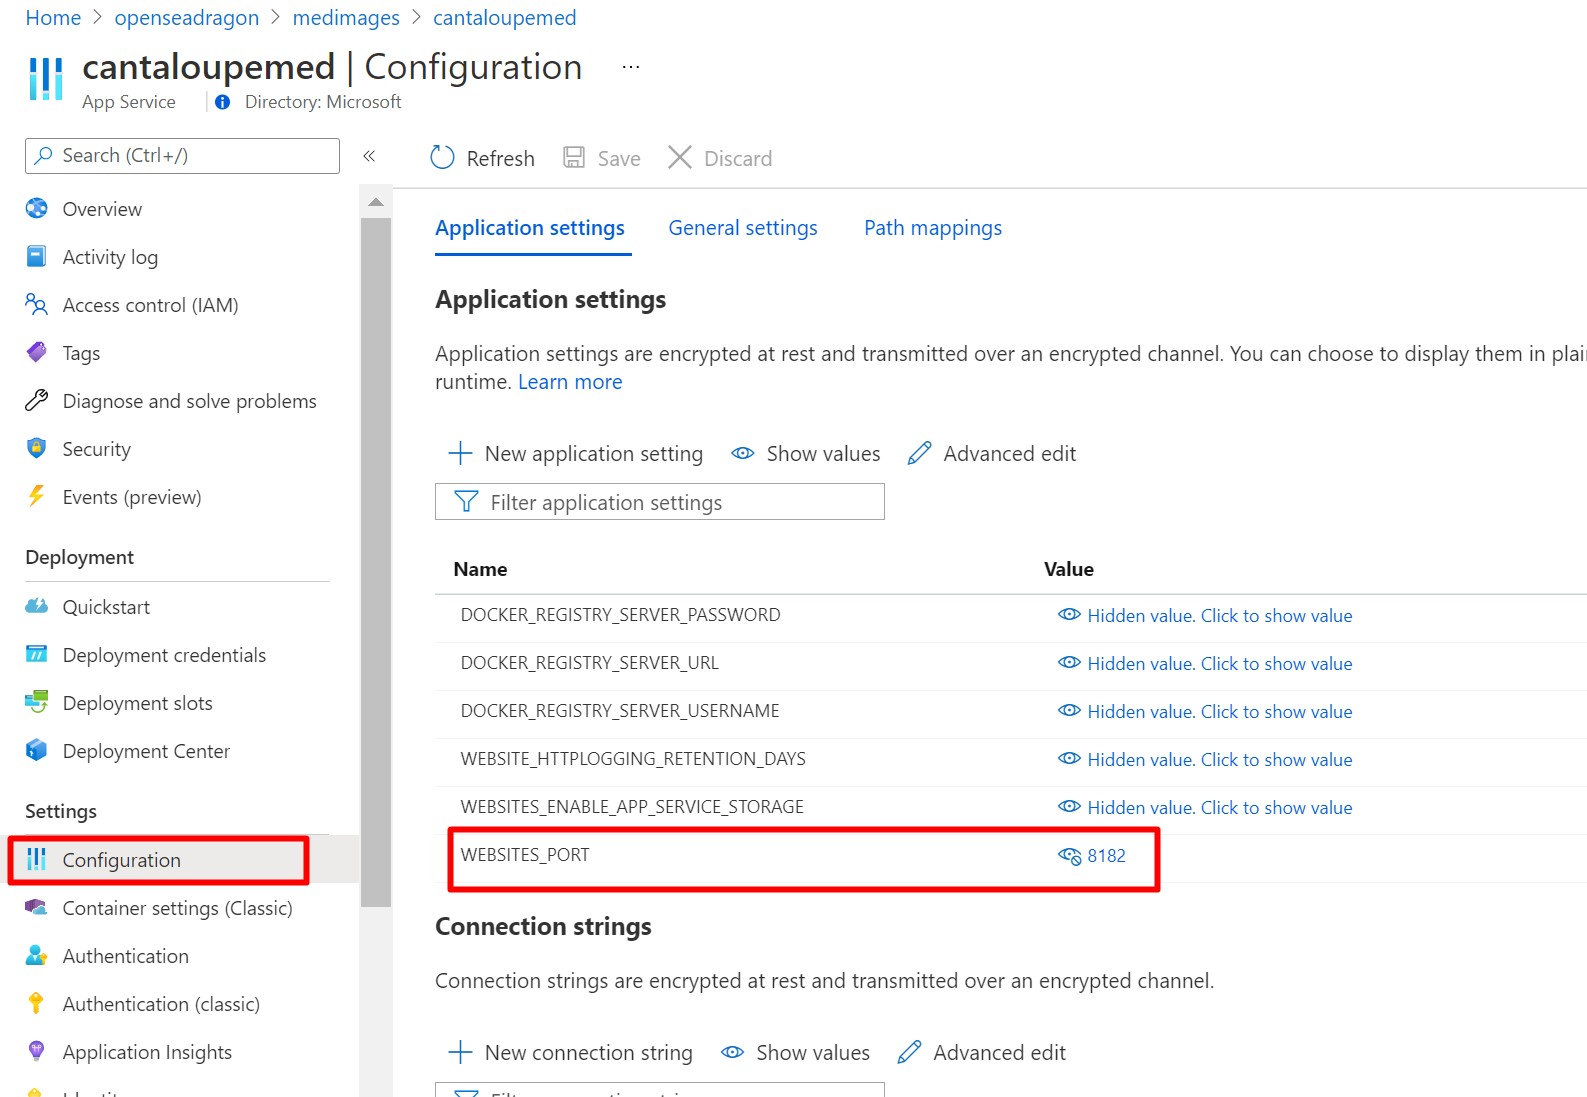 Home > openseadragon > medimages > cantaloupemed
cantaloupemed | Configuration ...
App Service
Directory: Microsoft
Search (Ctrl+/)
«
Refresh
Save
Discard
Overview
Activity log
Access control (IAM)
Tags
Diagnose and solve problems
Security
Events (preview)
Deployment
Quickstart
Deployment credentials
Deployment slots
Deployment Center
Settings
Configuration
Container settings (Classic)
Authentication
Authentication (classic)
Application Insights
Application settings
General settings
Path mappings
Application settings
Application settings are encrypted at rest and transmitted over an encrypted channel. You can choose to display them in
runtime. Learn more
New application setting
Show values
Advanced edit
Filter application settings
Name Value
DOCKER_REGISTRY_SERVER_PASSWORD Hidden value. Click to show value
DOCKER_REGISTRY_SERVER_URL Hidden value. Click to show value
DOCKER_REGISTRY_SERVER_USERNAME Hidden value. Click to show value
WEBSITE_HTTPLOGGING_RETENTION_DAYS Hidden value. Click to show value
WEBSITES_ENABLE_APP_SERVICE_STORAGE Hidden value. Click to show value
WEBSITES_PORT 8182
Connection strings
Connection strings are encrypted at rest and transmitted over an encrypted channel.
New connection string
Show values
Advanced edit